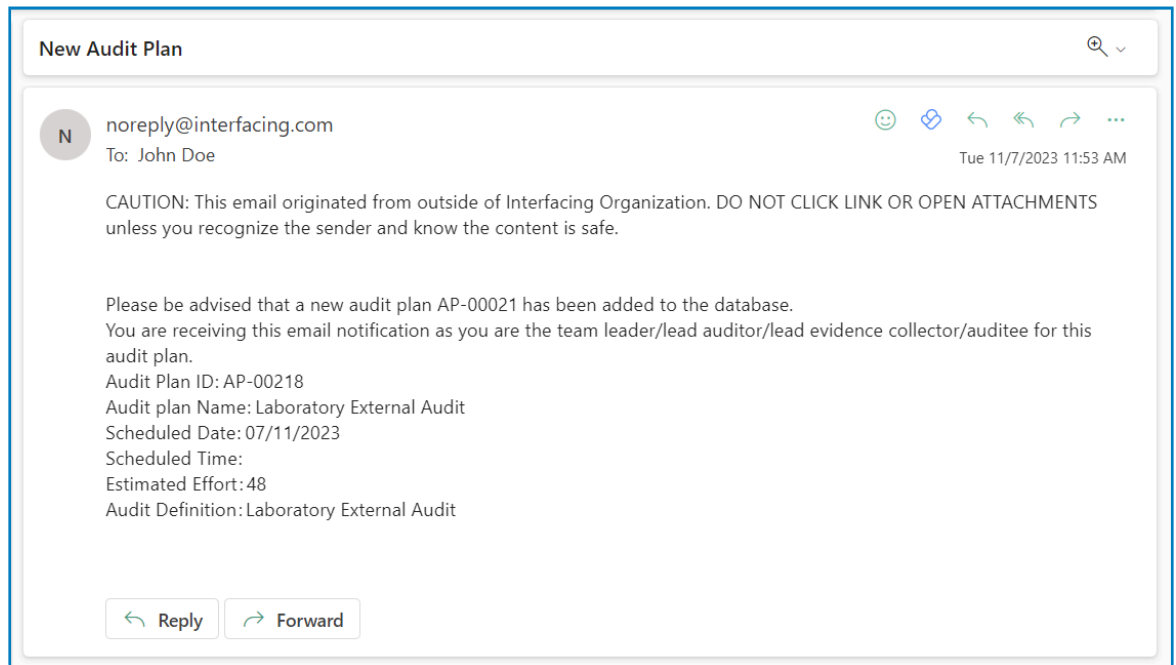 New Audit Plan
N
noreply@interfacing.com
To: John Doe
Tue 11/7/2023 11:53 AM
CAUTION: This email originated from outside of Interfacing Organization. DO NOT CLICK LINK OR OPEN ATTACHMENTS
unless you recognize the sender and know the content is safe.
Please be advised that a new audit plan AP-00021 has been added to the database.
You are receiving this email notification as you are the team leader/lead auditor/lead evidence collector/auditee for this
audit plan.
Audit Plan ID: AP-00218
Audit plan Name: Laboratory External Audit
Scheduled Date: 07/11/2023
Scheduled Time:
Estimated Effort: 48
Audit Definition: Laboratory External Audit
Reply
Forward